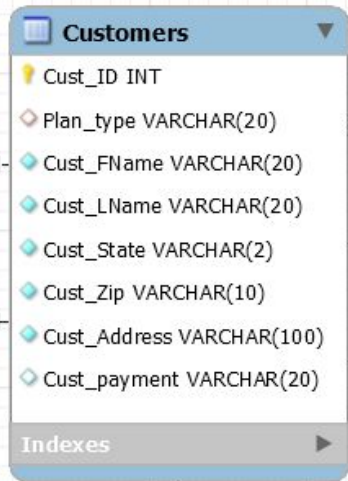 Customers
Cust_ID INT
Plan_type VARCHAR(20)
Cust_FName VARCHAR(20)
Cust_LName VARCHAR(20)
Cust_State VARCHAR(2)
Cust_Zip VARCHAR(10)
Cust_Address VARCHAR(100)
Cust_payment VARCHAR(20)
Indexes